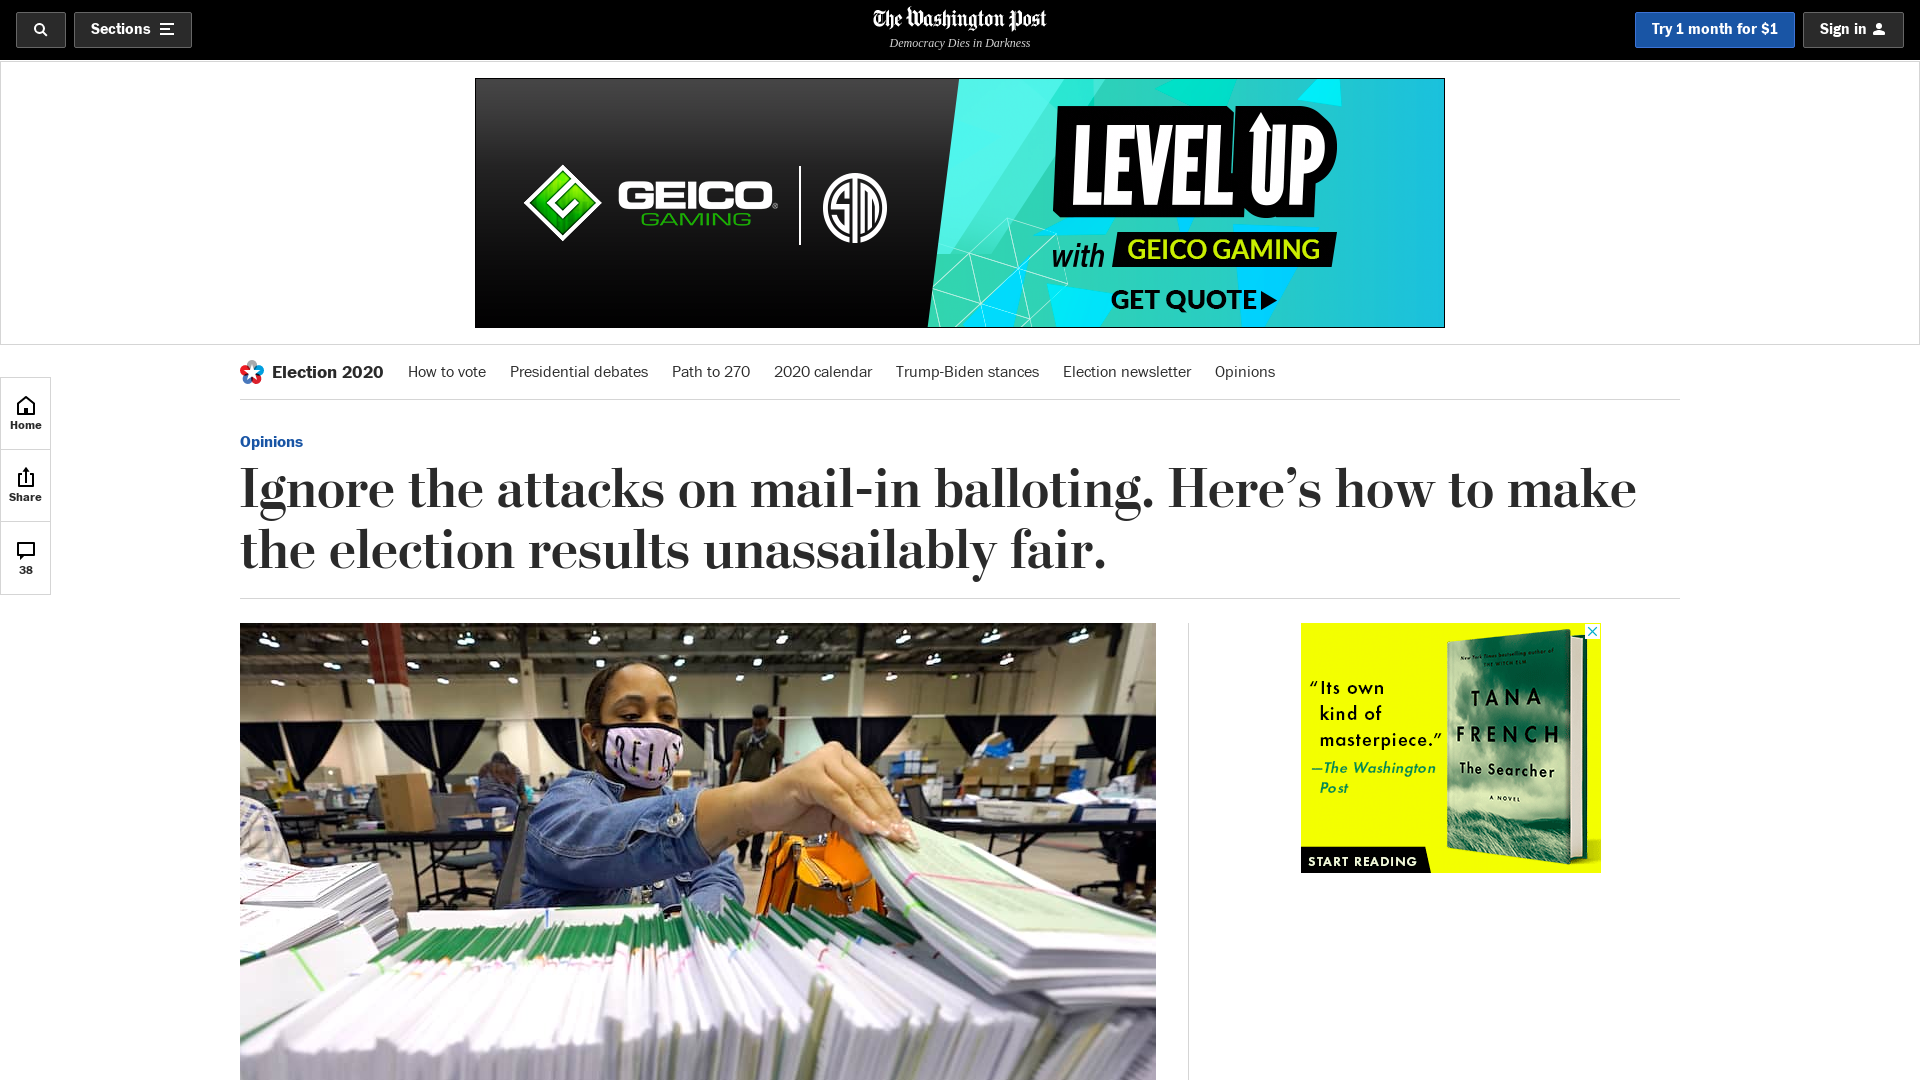 Sections
The Washington Post
Democracy Dies in Darkness
Try 1 month for $1
Sign in
GEICO
GAMING
TSM
LEVEL UP
with GEICO GAMING
GET QUOTE
Election 2020
How to vote
Presidential debates
Path to 270
2020 calendar
Trump-Biden stances
Election newsletter
Opinions
Home
Share
38
Opinions
Ignore the attacks on mail-in balloting. Here’s how to make
the election results unassailably fair.
RELAX
“Its own
kind of
masterpiece.”
—The Washington
Post
START READING
New York Times bestselling author of
THE WITCH ELM
TANA
FRENCH
The Searcher
A NOVEL